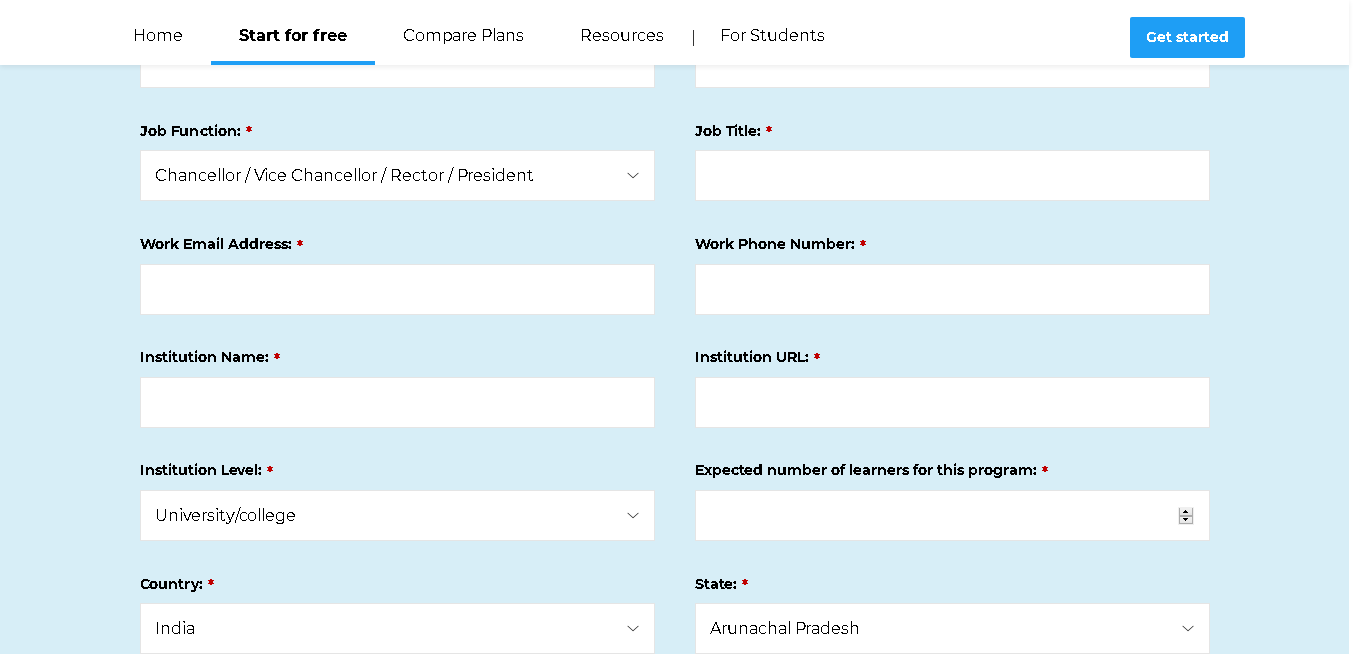 Home Start for free Compare Plans Resources | For Students Get started
Job Function: * Job Title: *
Chancellor / Vice Chancellor / Rector / President
Work Email Address: * Work Phone Number: *
Institution Name: * Institution URL: *
Institution Level: * Expected number of learners for this program: *
University/college
Country: * State: *
India Arunachal Pradesh